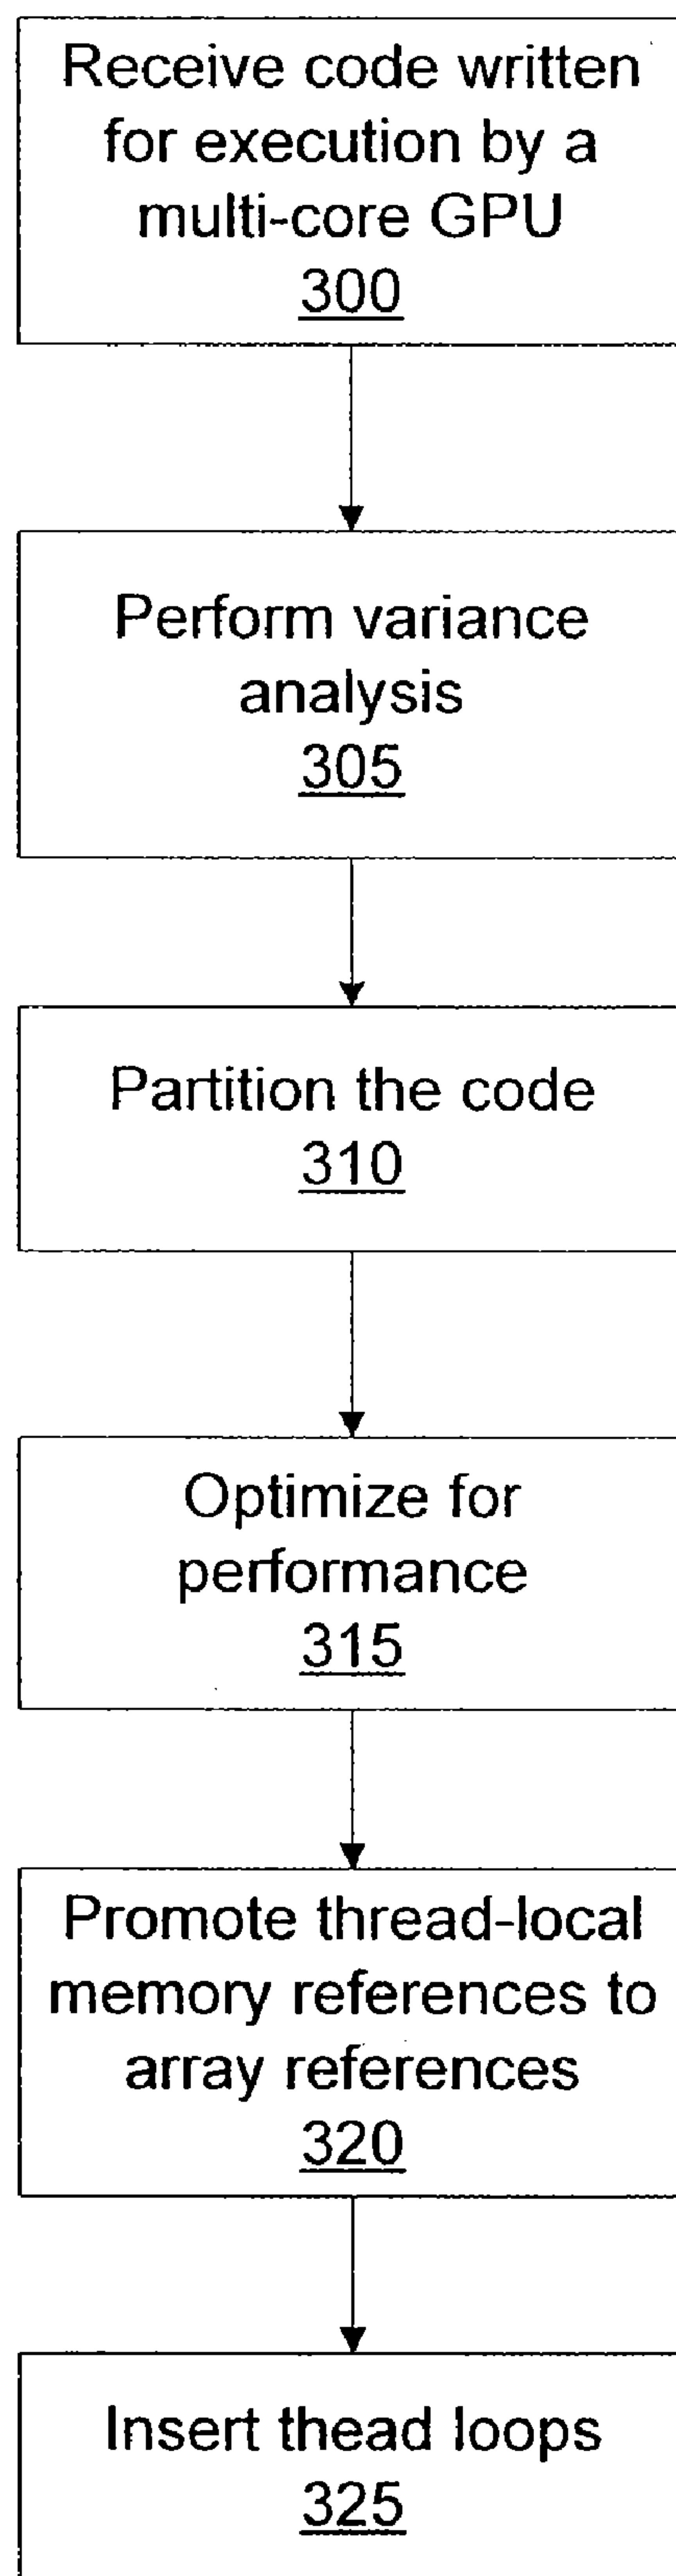 Receive code written
for execution by a
multi-core GPU
300
Perform variance
analysis
305
Partition the code
310
Optimize for
performance
315
Promote thread-local
memory references to
array references
320
Insert thead loops
325